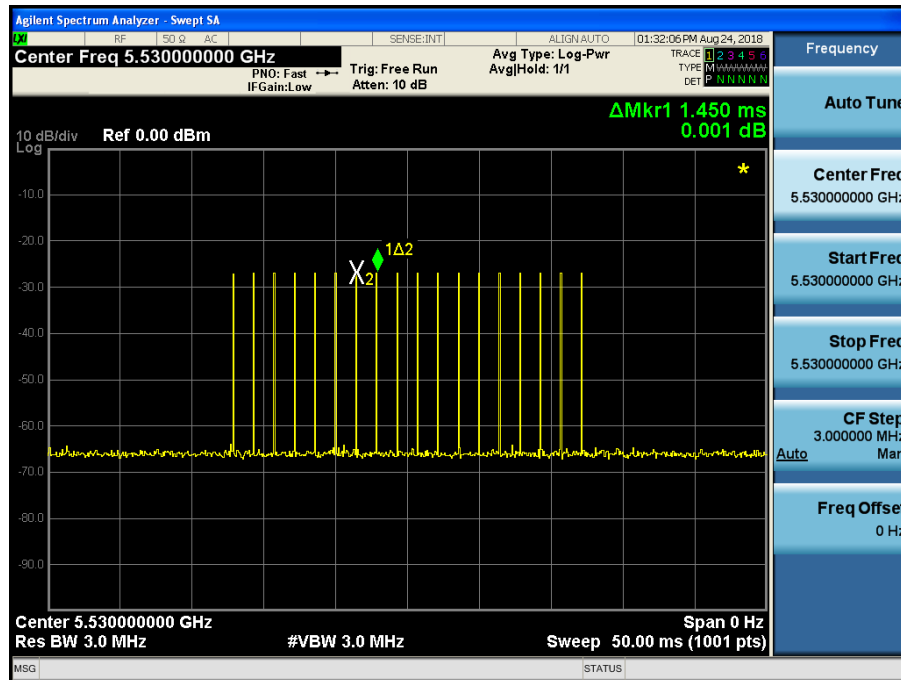 Agilent Spectrum Analyzer - Swept SA
LXI RF 50 Ω AC SENSE:INT ALIGN AUTO 01:32:06 PM Aug 24, 2018
Center Freq 5.530000000 GHz
PNO: Fast
IFGain:Low
Trig: Free Run
Atten: 10 dB
Avg Type: Log-Pwr
Avg|Hold: 1/1
TRACE 1 2 3 4 5 6
TYPE M WWWWW
DET P N N N N N
ΔMkr1 1.450 ms
0.001 dB
10 dB/div Ref 0.00 dBm
Log
-10.0
-20.0
-30.0
-40.0
-50.0
-60.0
-70.0
-80.0
-90.0
1Δ2
X2
Center 5.530000000 GHz Span 0 Hz
Res BW 3.0 MHz #VBW 3.0 MHz Sweep 50.00 ms (1001 pts)
MSG STATUS
Frequency
Auto Tune
Center Freq
5.530000000 GHz
Start Freq
5.530000000 GHz
Stop Freq
5.530000000 GHz
CF Step
3.000000 MHz
Auto Man
Freq Offset
0 Hz